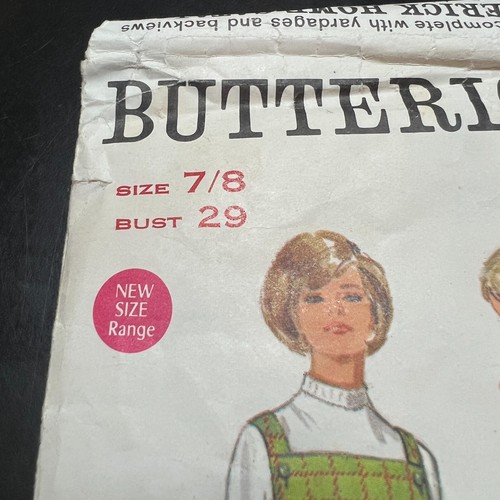 complete with yardages and backviews
BUTTERI
SIZE 7/8
BUST 29
NEW
SIZE
Range